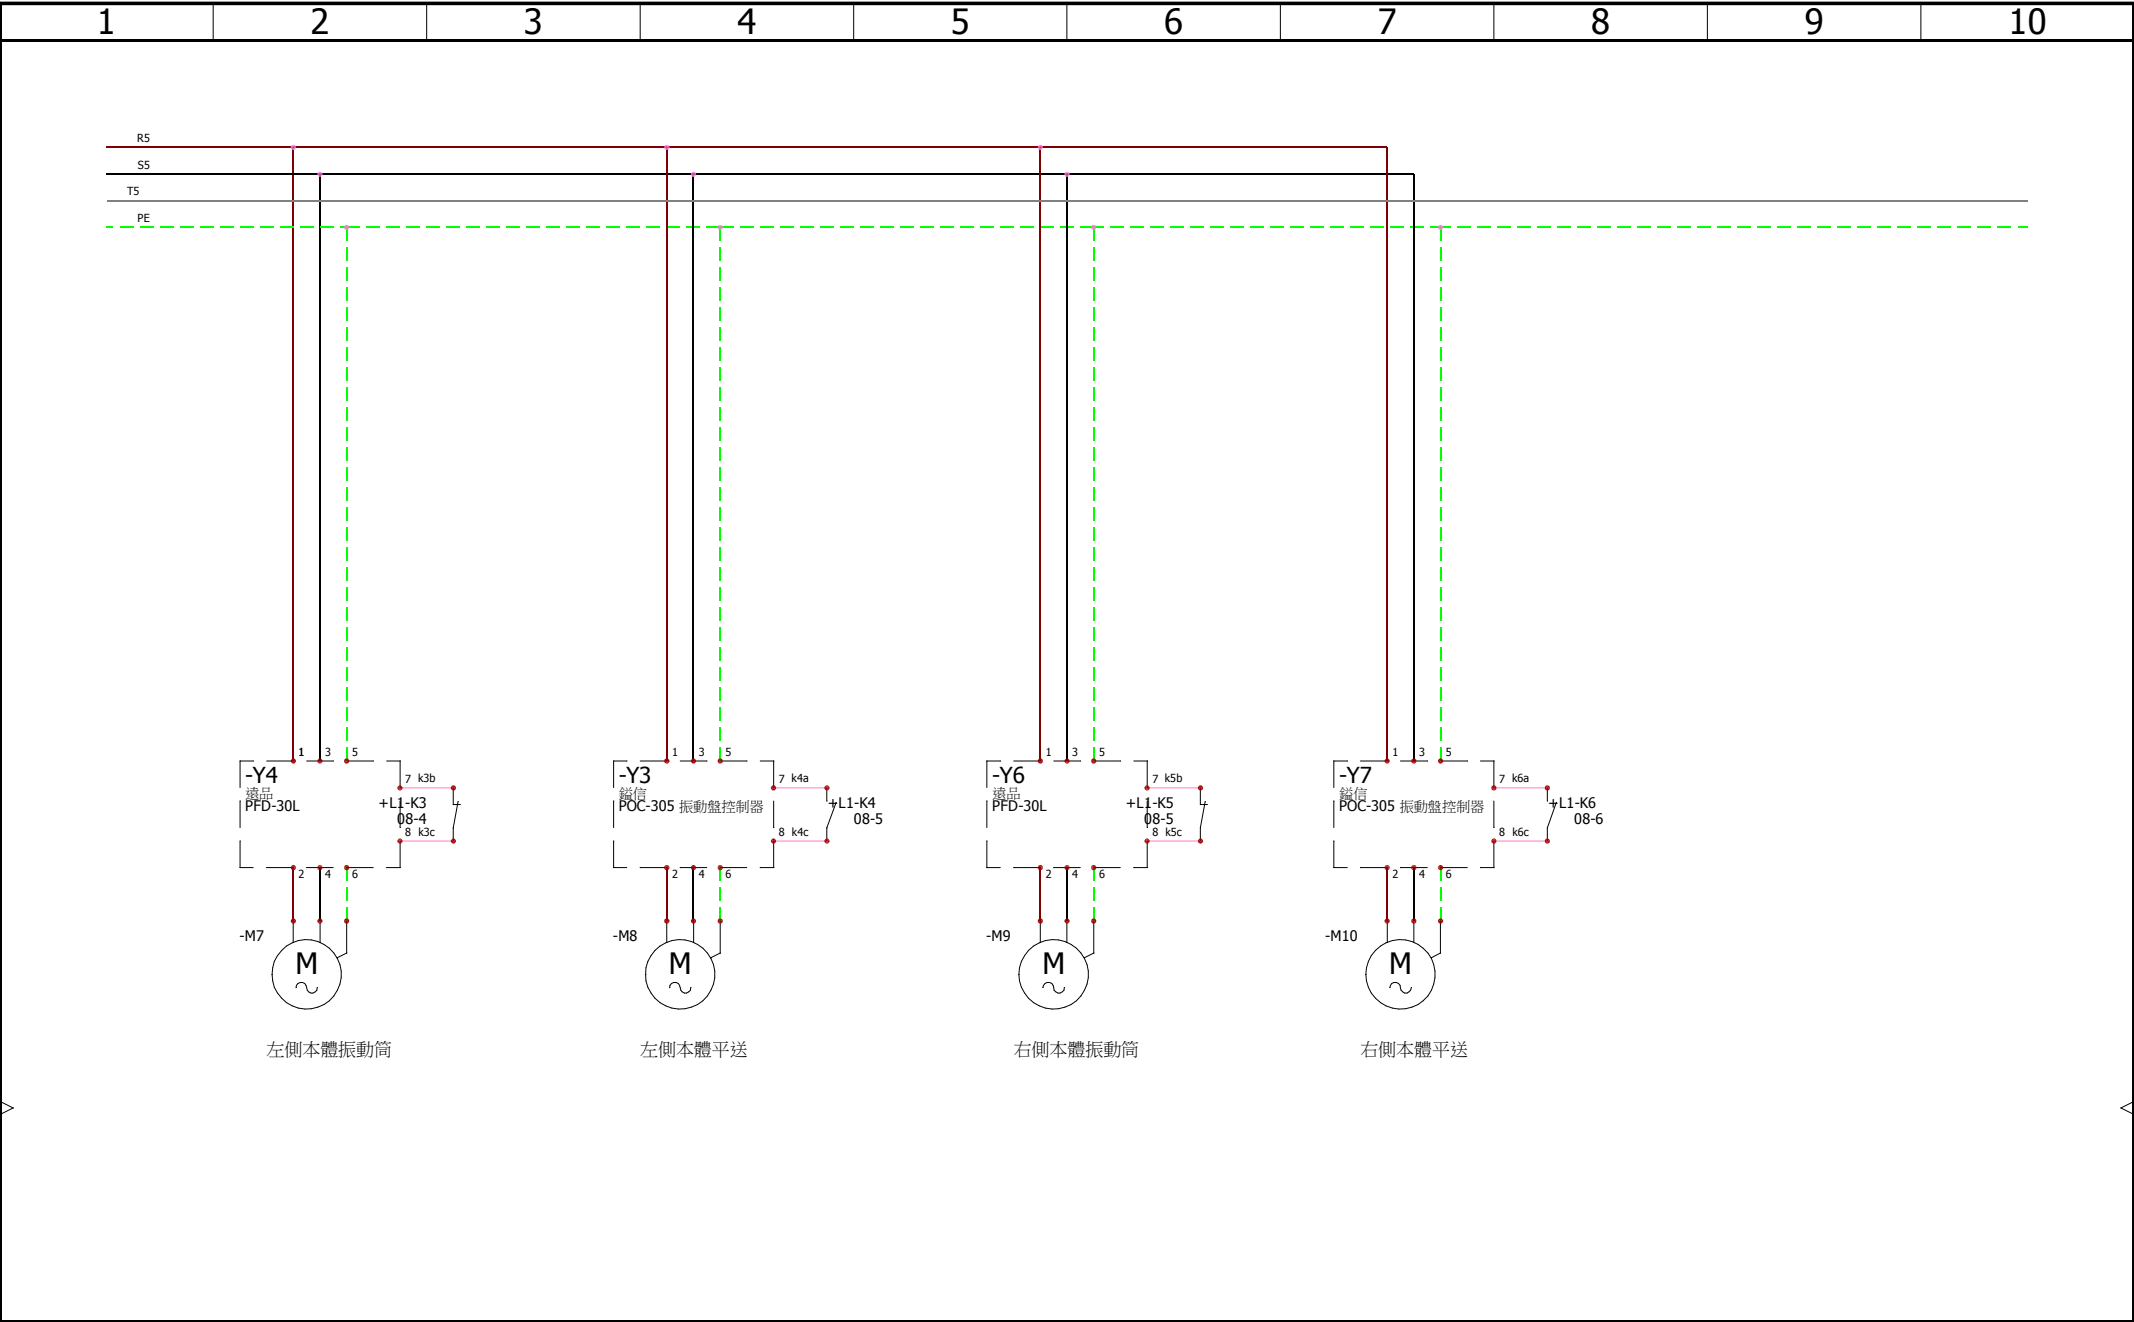 1 2 3 4 5 6 7 8 9 10
R5
S5
T5
PE
1 3 5
-Y4
遠品
PFD-30L
7 k3b
+L1-K3
08-4
8 k3c
2 4 6
-M7
M
左側本體振動筒
1 3 5
-Y3
鎰信
POC-305 振動盤控制器
7 k4a
+L1-K4
08-5
8 k4c
2 4 6
-M8
M
左側本體平送
1 3 5
-Y6
遠品
PFD-30L
7 k5b
+L1-K5
08-5
8 k5c
2 4 6
-M9
M
右側本體振動筒
1 3 5
-Y7
鎰信
POC-305 振動盤控制器
7 k6a
+L1-K6
08-6
8 k6c
2 4 6
-M10
M
右側本體平送